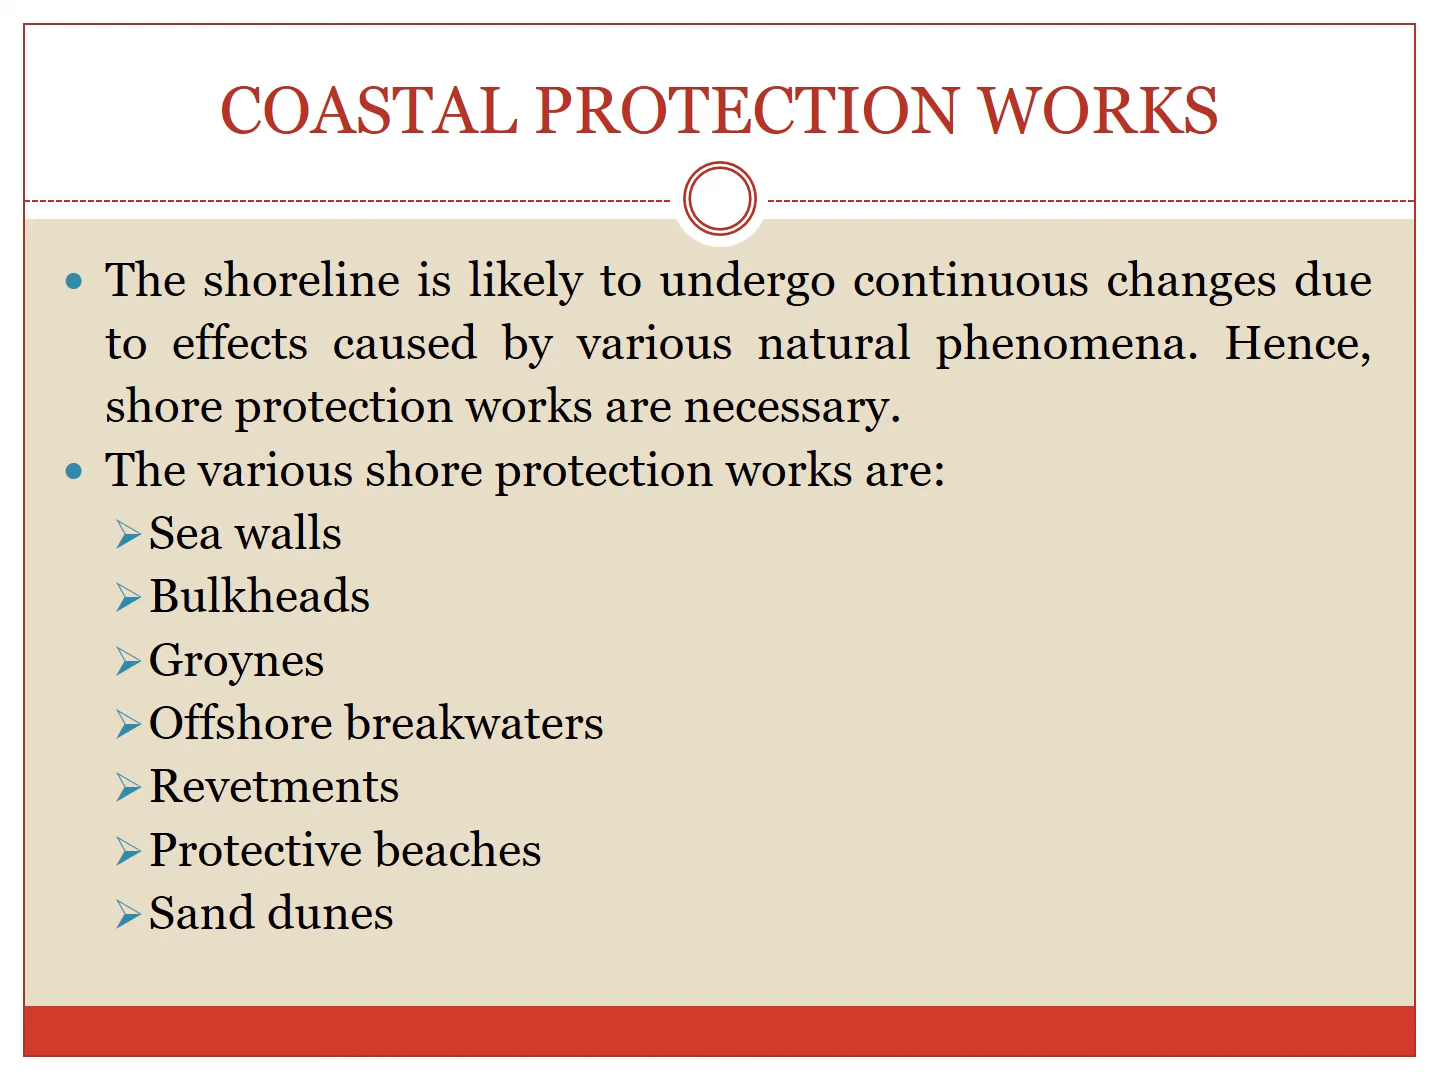 COASTAL PROTECTION WORKS
The shoreline is likely to undergo continuous changes due
to effects caused by various natural phenomena. Hence,
shore protection works are necessary.
The various shore protection works are:
Sea walls
Bulkheads
Groynes
Offshore breakwaters
Revetments
Protective beaches
Sand dunes